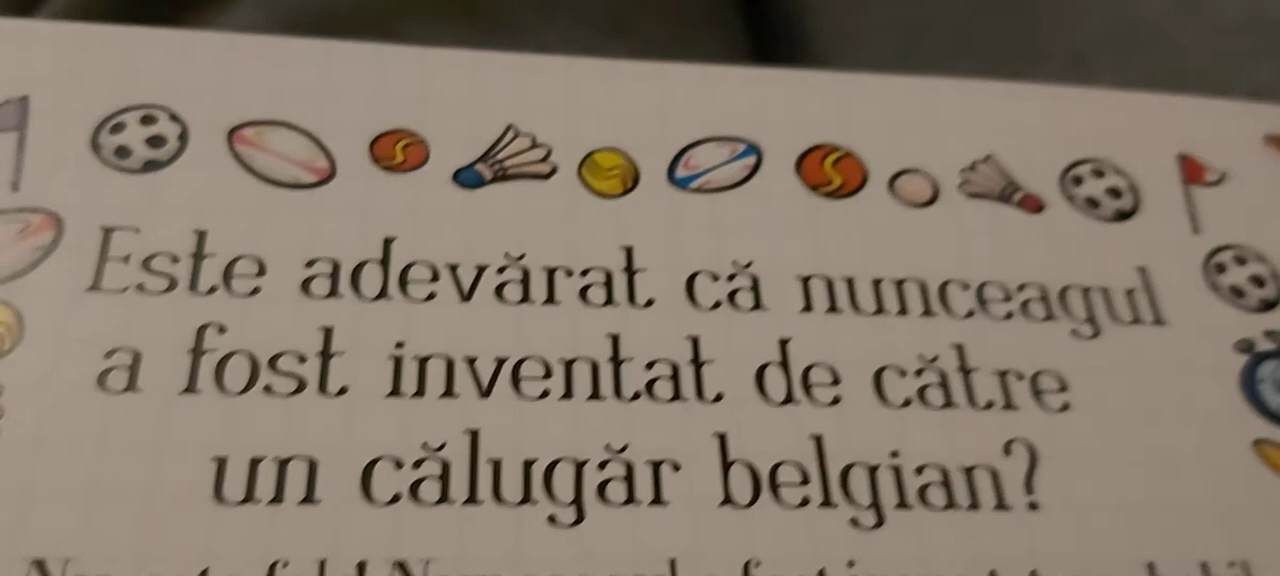 Este adevărat că nunceagul
a fost inventat de către
un călugăr belgian?